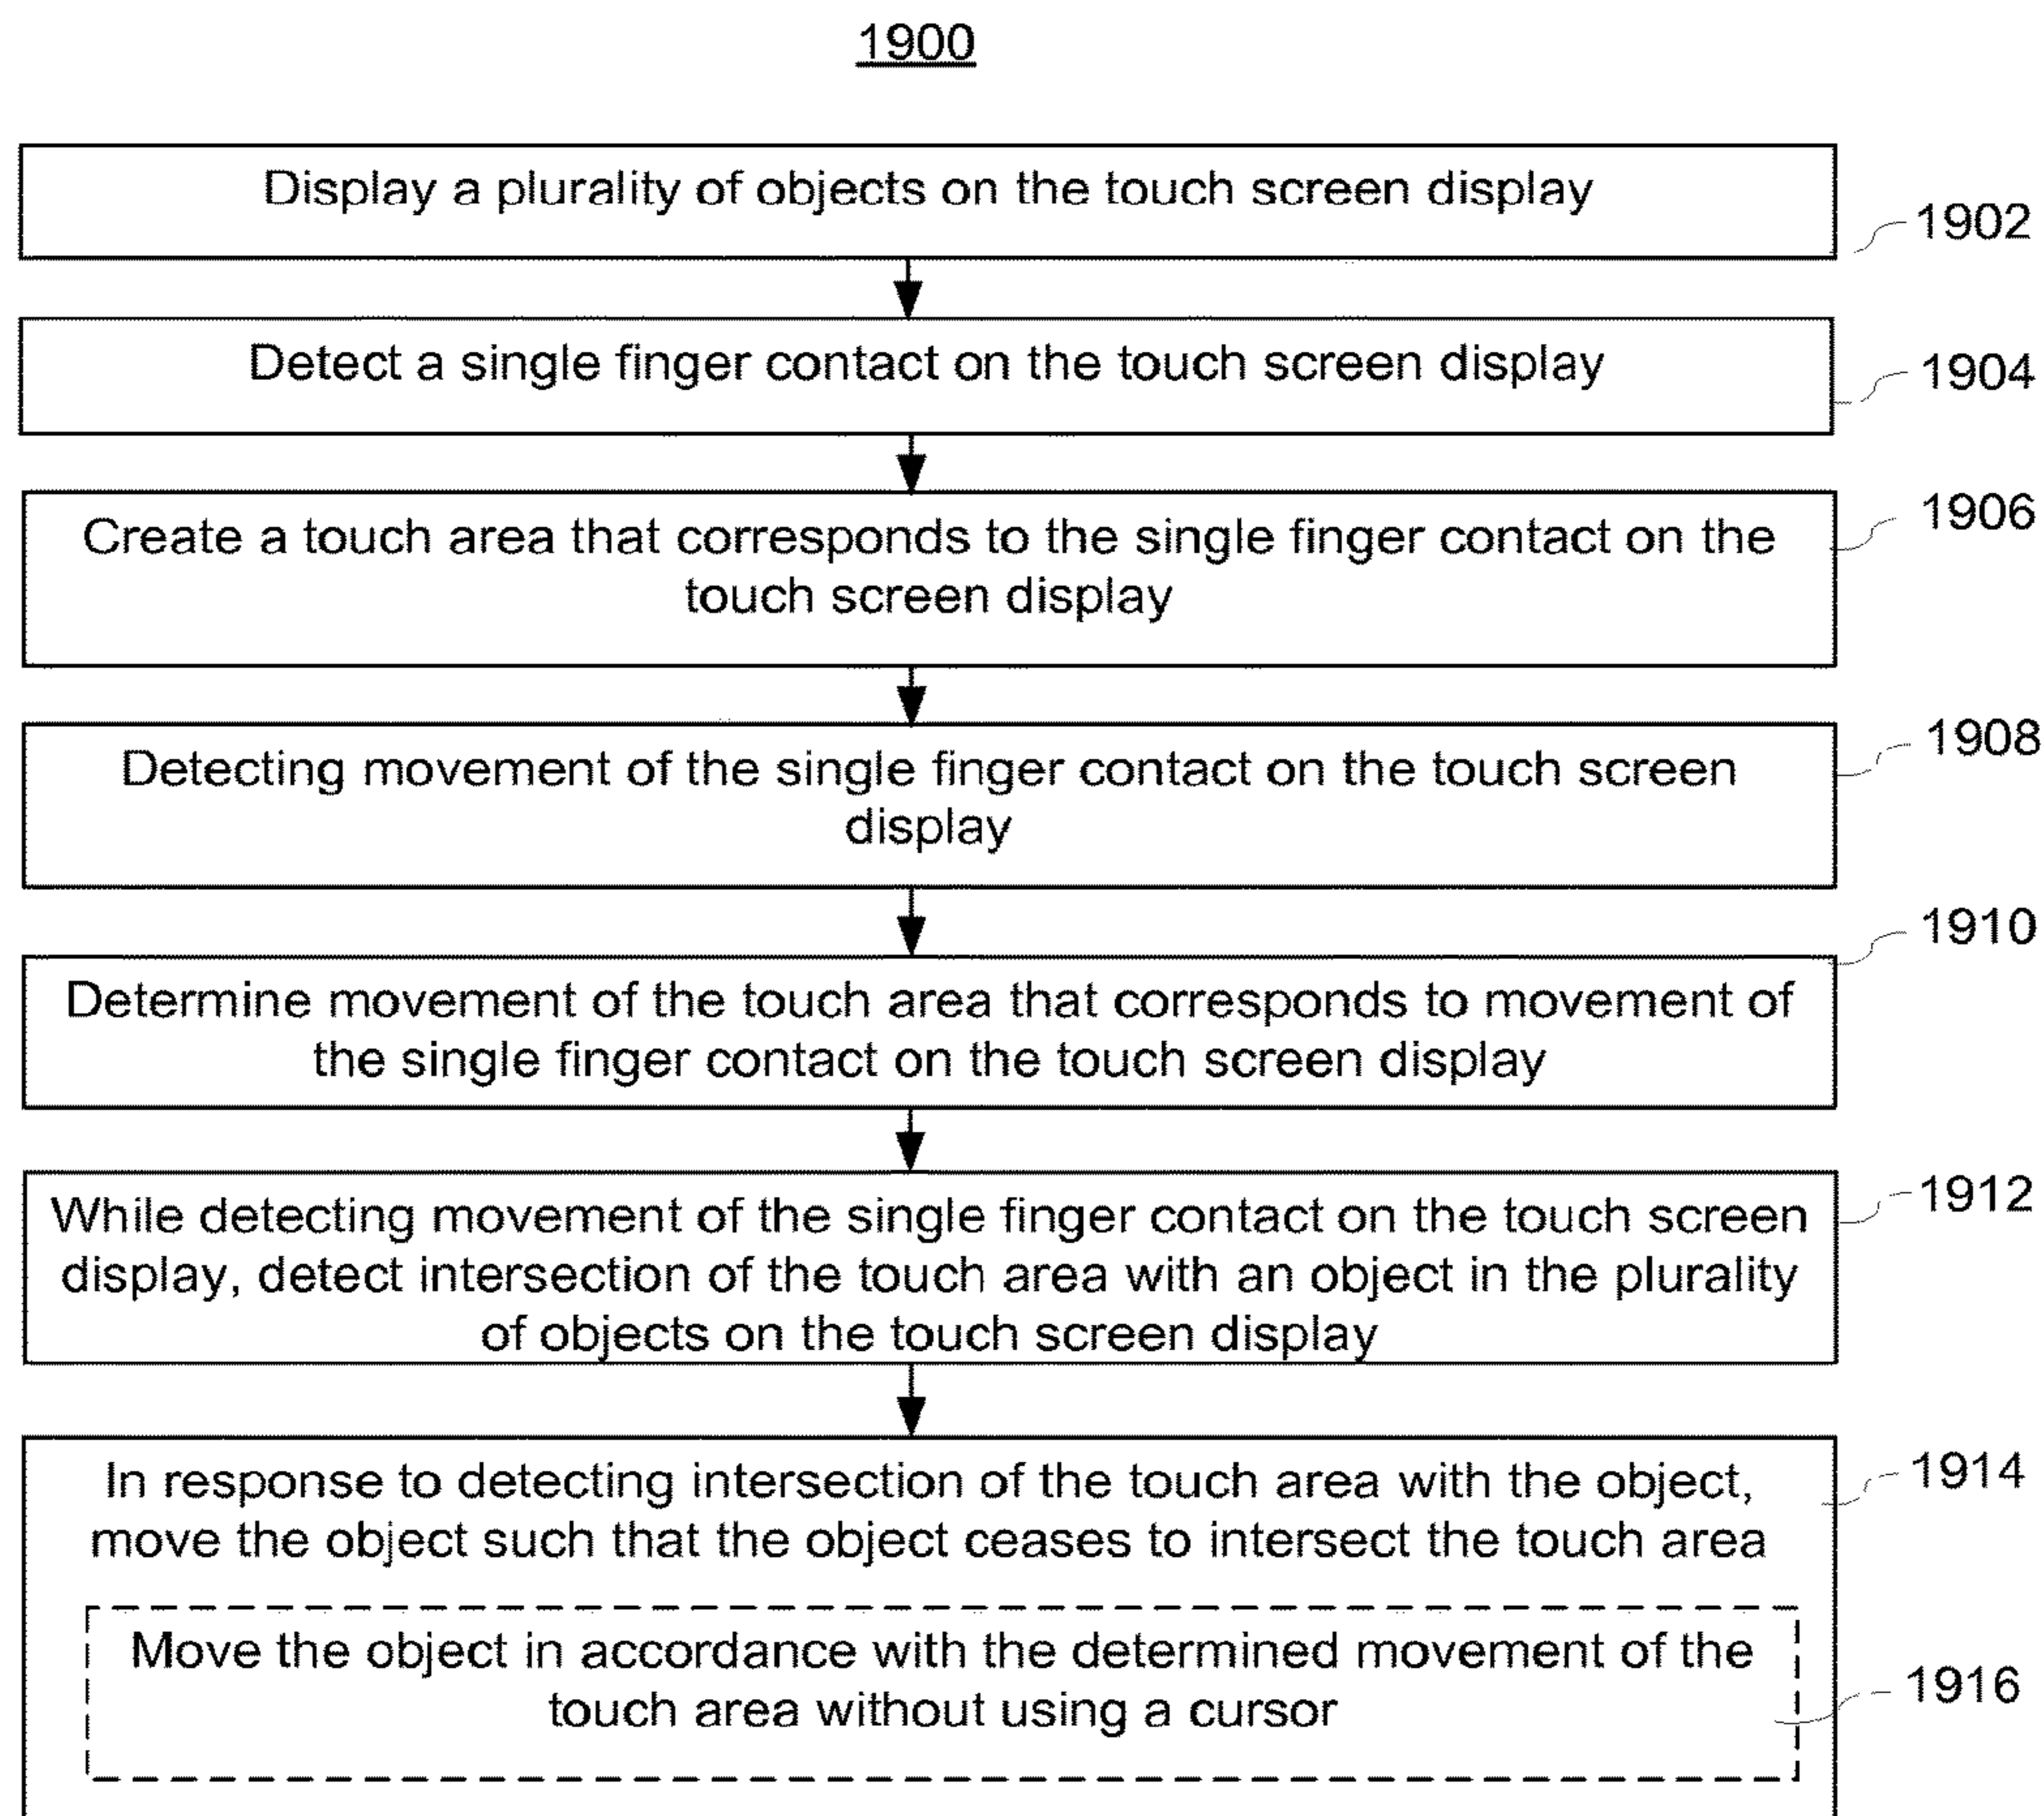 1900
Display a plurality of objects on the touch screen display
1902
Detect a single finger contact on the touch screen display
1904
Create a touch area that corresponds to the single finger contact on the
touch screen display
1906
Detecting movement of the single finger contact on the touch screen
display
1908
Determine movement of the touch area that corresponds to movement of
the single finger contact on the touch screen display
1910
While detecting movement of the single finger contact on the touch screen
display, detect intersection of the touch area with an object in the plurality
of objects on the touch screen display
1912
In response to detecting intersection of the touch area with the object,
move the object such that the object ceases to intersect the touch area
1914
Move the object in accordance with the determined movement of the
touch area without using a cursor
1916